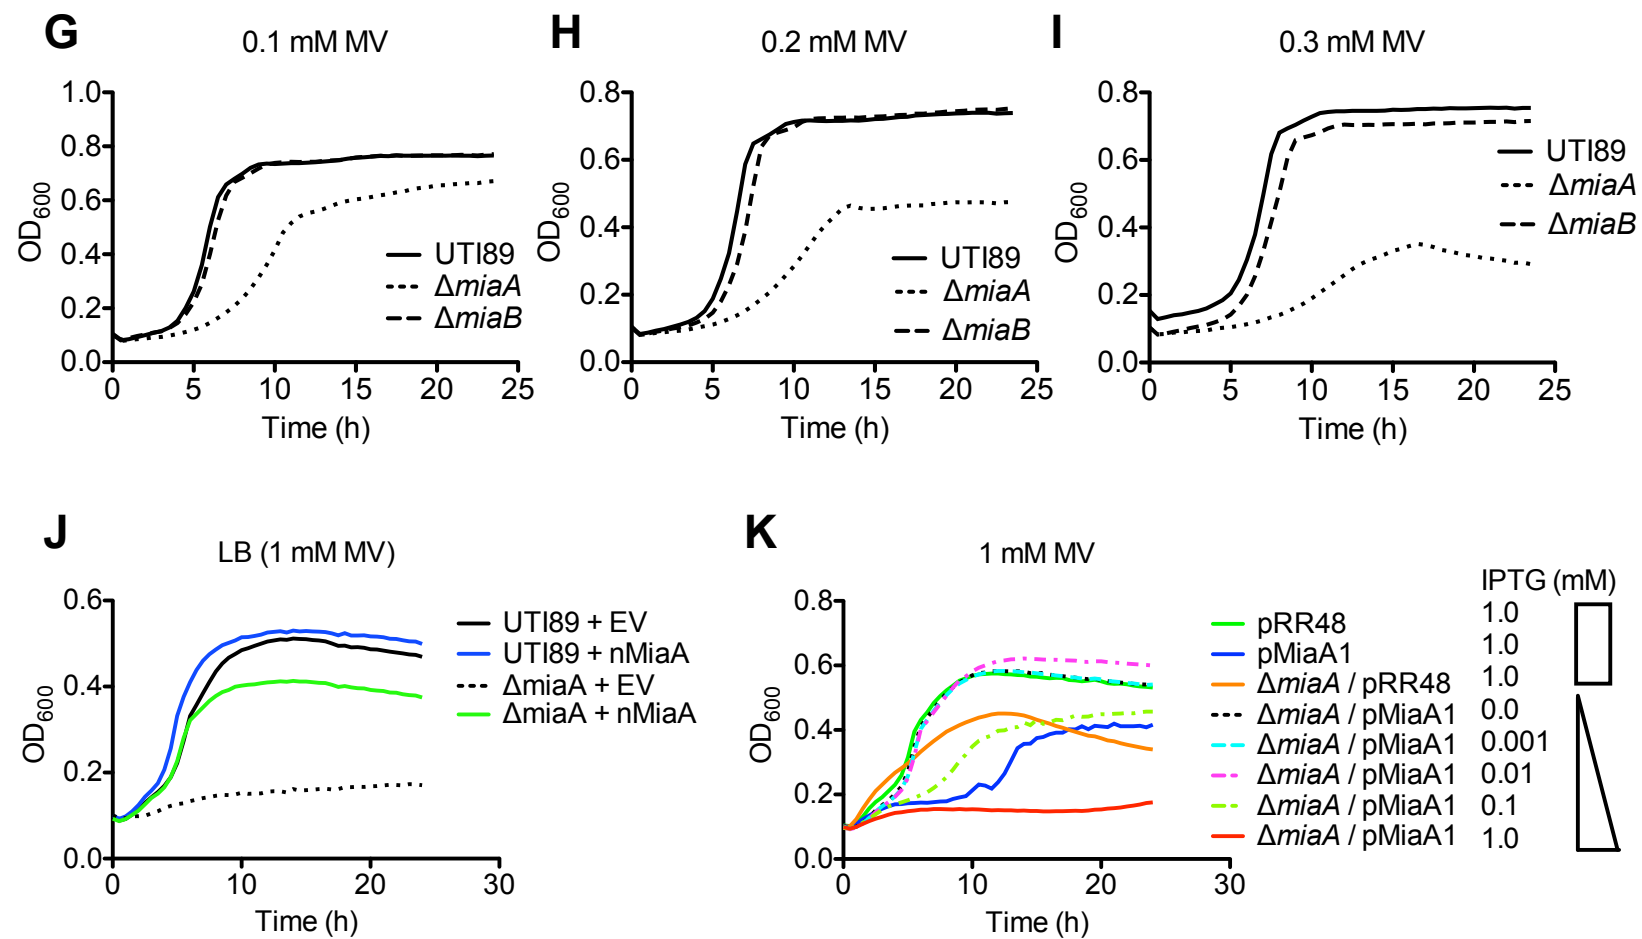 G
0.1 mM MV
OD600
1.0
0.8
0.6
0.4
0.2
0.0
0 5 10 15 20 25
Time (h)
UTI89
ΔmiaA
ΔmiaB
H
0.2 mM MV
OD600
0.8
0.6
0.4
0.2
0.0
0 5 10 15 20 25
Time (h)
UTI89
ΔmiaA
ΔmiaB
I
0.3 mM MV
OD600
0.8
0.6
0.4
0.2
0.0
0 5 10 15 20 25
Time (h)
UTI89
ΔmiaA
ΔmiaB
J
LB (1 mM MV)
OD600
0.6
0.4
0.2
0.0
0 10 20 30
Time (h)
UTI89 + EV
UTI89 + nMiaA
ΔmiaA + EV
ΔmiaA + nMiaA
K
1 mM MV
OD600
0.8
0.6
0.4
0.2
0.0
0 10 20 30
Time (h)
IPTG (mM)
pRR48 1.0
pMiaA1 1.0
ΔmiaA / pRR48 1.0
ΔmiaA / pMiaA1 0.0
ΔmiaA / pMiaA1 0.001
ΔmiaA / pMiaA1 0.01
ΔmiaA / pMiaA1 0.1
ΔmiaA / pMiaA1 1.0